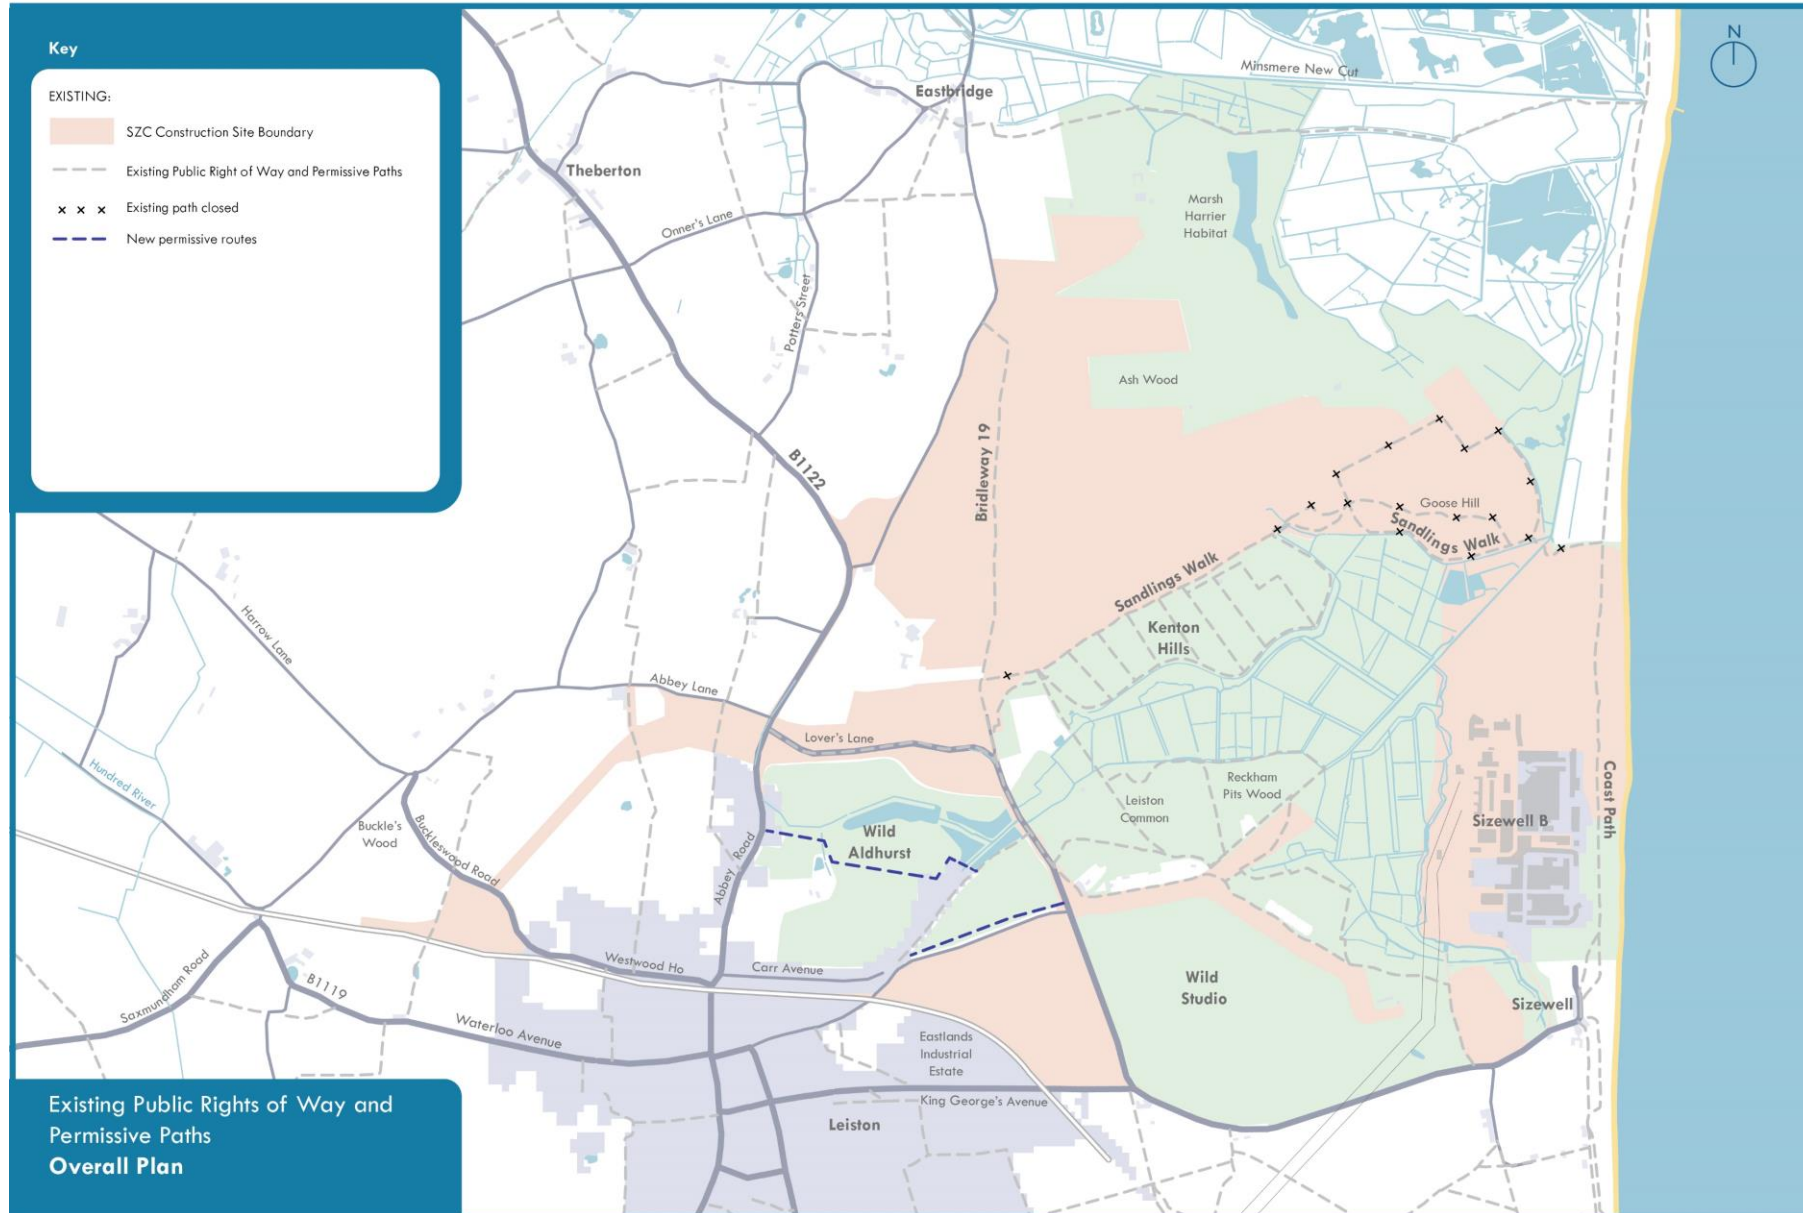 Key
EXISTING:
SZC Construction Site Boundary
Existing Public Right of Way and Permissive Paths
x x x Existing path closed
New permissive routes
N
Minsmere New Cut
Eastbridge
Theberton
Marsh
Harrier
Habitat
Onner's Lane
Potters Street
Ash Wood
B1122
Bridleway 19
Goose Hill
Sandlings Walk
Sandlings Walk
Kenton
Hills
Harrow Lane
Abbey Lane
Lover's Lane
Hundred River
Buckle's
Wood
Buckleswood Road
Abbey Road
Wild
Aldhurst
Leiston
Common
Reckham
Pits Wood
Sizewell B
Coast Path
Westwood Ho
Carr Avenue
Saxmundham Road
B1119
Waterloo Avenue
Wild
Studio
Sizewell
Eastlands
Industrial
Estate
King George's Avenue
Leiston
Existing Public Rights of Way and
Permissive Paths
Overall Plan